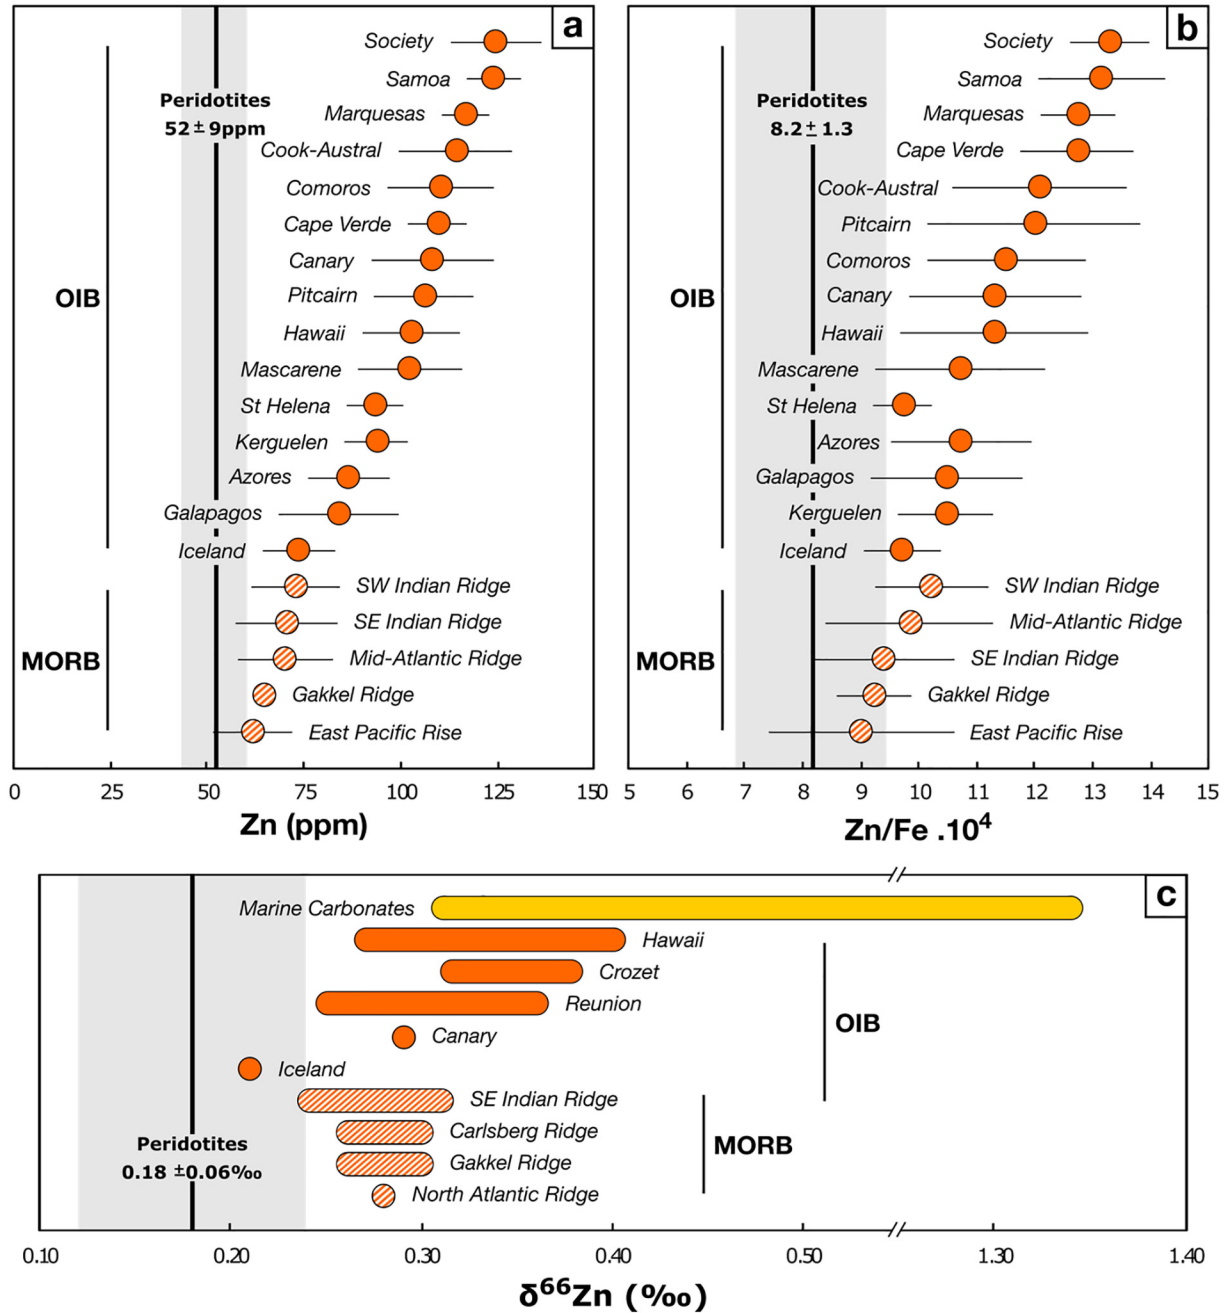 a
Society
Samoa
Peridotites
52 ± 9ppm
Marquesas
Cook-Austral
Comoros
Cape Verde
Canary
OIB
Pitcairn
Hawaii
Mascarene
St Helena
Kerguelen
Azores
Galapagos
Iceland
SW Indian Ridge
SE Indian Ridge
MORB
Mid-Atlantic Ridge
Gakkel Ridge
East Pacific Rise
0 25 50 75 100 125 150
Zn (ppm)
b
Society
Samoa
Peridotites
8.2 ± 1.3
Marquesas
Cape Verde
Cook-Austral
Pitcairn
Comoros
OIB
Canary
Hawaii
Mascarene
St Helena
Azores
Galapagos
Kerguelen
Iceland
SW Indian Ridge
Mid-Atlantic Ridge
MORB
SE Indian Ridge
Gakkel Ridge
East Pacific Rise
5 6 7 8 9 10 11 12 13 14 15
Zn/Fe .10⁴
c
Marine Carbonates
Hawaii
Crozet
Reunion
OIB
Canary
Iceland
SE Indian Ridge
Carlsberg Ridge
MORB
Peridotites
0.18 ±0.06‰
Gakkel Ridge
North Atlantic Ridge
0.10 0.20 0.30 0.40 0.50 1.30 1.40
δ⁶⁶Zn (‰)